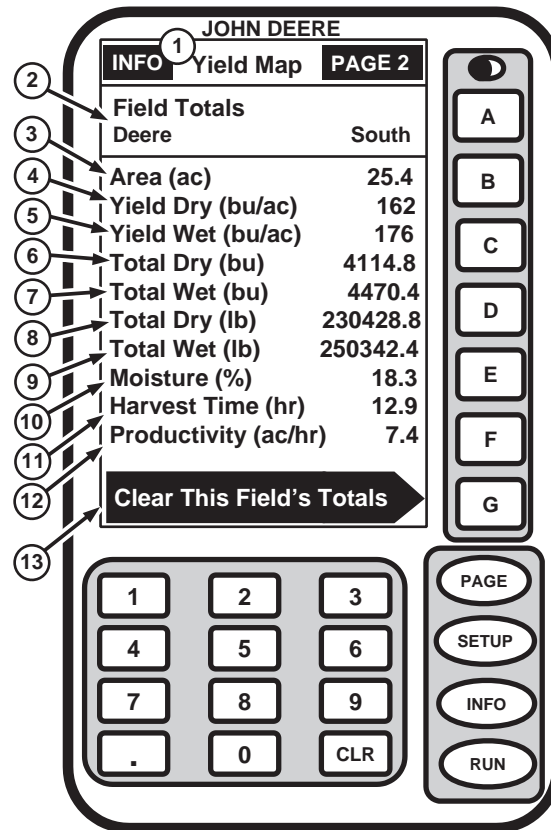 JOHN DEERE
INFO Yield Map PAGE 2
1
2
Field Totals
Deere South
3
Area (ac) 25.4
4
Yield Dry (bu/ac) 162
5
Yield Wet (bu/ac) 176
6
Total Dry (bu) 4114.8
7
Total Wet (bu) 4470.4
8
Total Dry (lb) 230428.8
9
Total Wet (lb) 250342.4
10
Moisture (%) 18.3
11
Harvest Time (hr) 12.9
12
Productivity (ac/hr) 7.4
13
Clear This Field's Totals
A
B
C
D
E
F
G
1 2 3
4 5 6
7 8 9
. 0 CLR
PAGE
SETUP
INFO
RUN